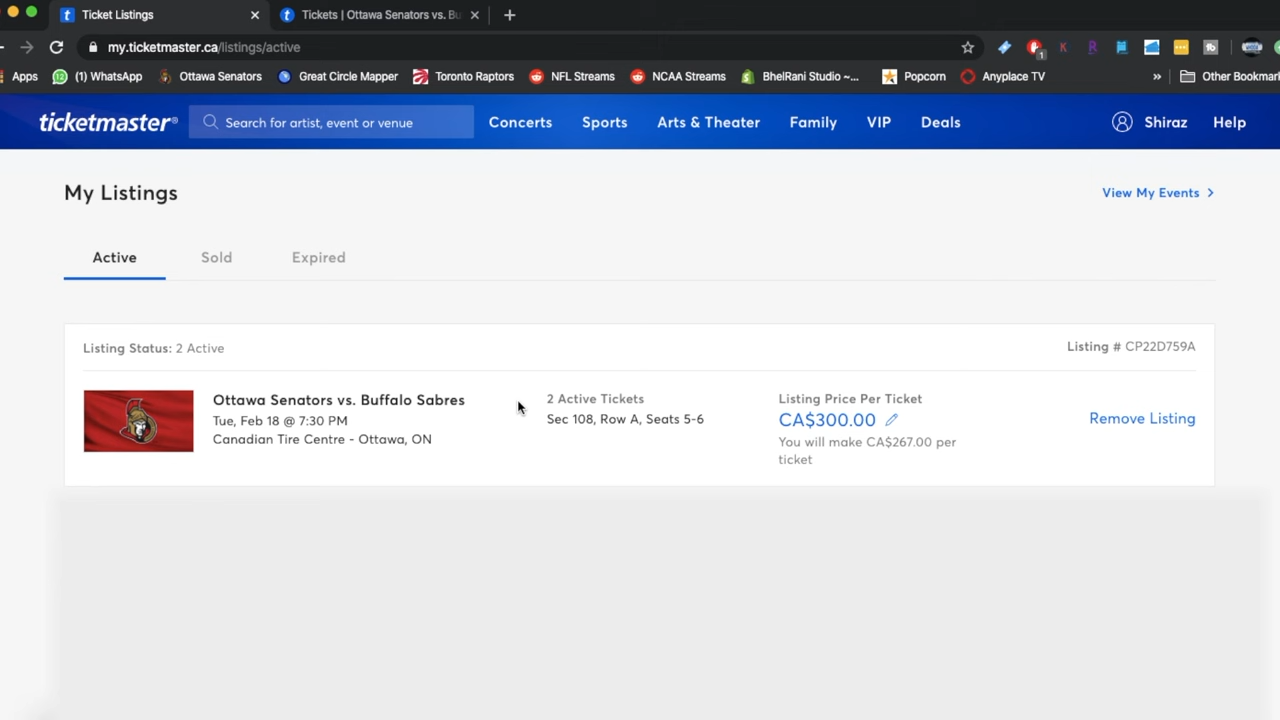 Ticket Listings
Tickets | Ottawa Senators vs. Bu
my.ticketmaster.ca/listings/active
1
Apps
(1) WhatsApp
Ottawa Senators
Great Circle Mapper
Toronto Raptors
NFL Streams
NCAA Streams
BhelRani Studio ~...
Popcorn
Anyplace TV
»
Other Bookmar
ticketmaster®
Search for artist, event or venue
Concerts
Sports
Arts & Theater
Family
VIP
Deals
Shiraz
Help
My Listings
View My Events
Active
Sold
Expired
Listing Status: 2 Active
Listing # CP22D759A
Ottawa Senators vs. Buffalo Sabres
Tue, Feb 18 @ 7:30 PM
Canadian Tire Centre - Ottawa, ON
2 Active Tickets
Sec 108, Row A, Seats 5-6
Listing Price Per Ticket
CA$300.00
You will make CA$267.00 per
ticket
Remove Listing